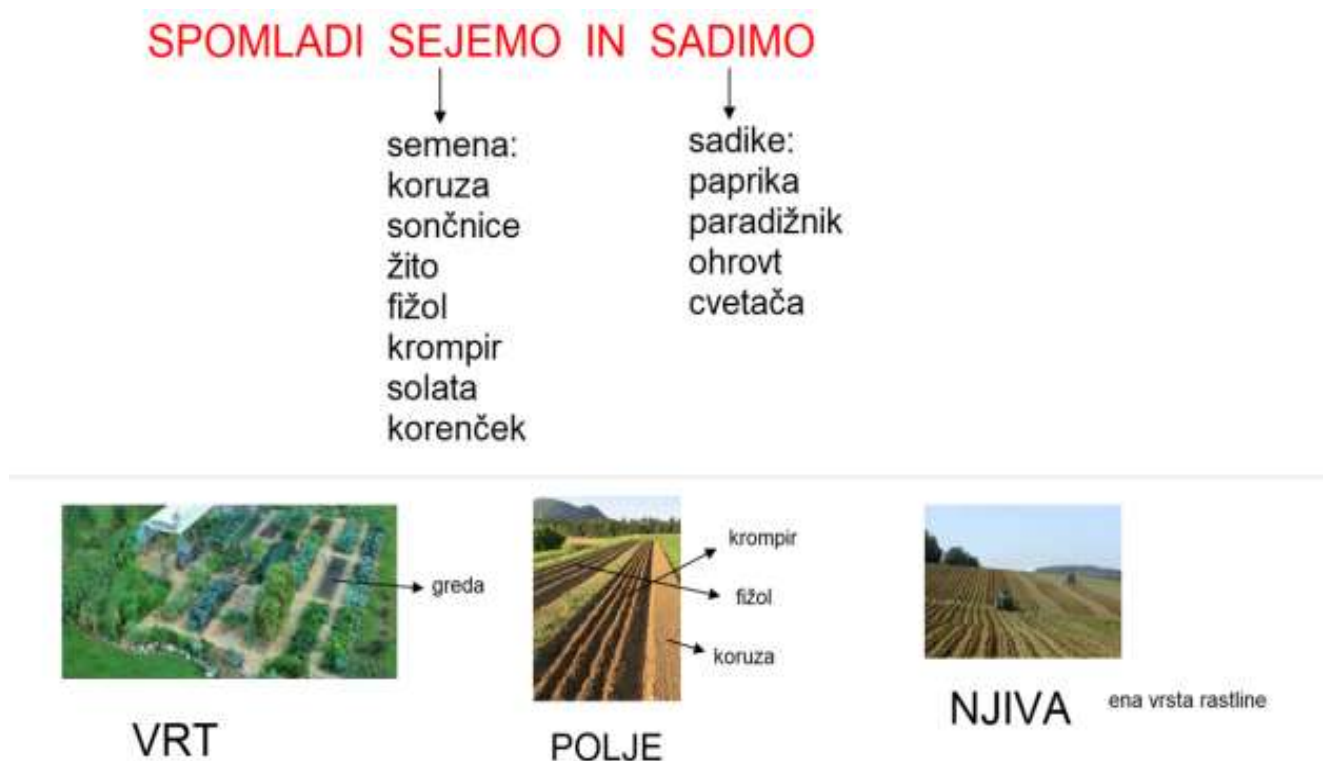 SPOMLADI SEJEMO IN SADIMO
semena:
koruza
sončnice
žito
fižol
krompir
solata
korenček
sadike:
paprika
paradižnik
ohrovt
cvetača
greda
VRT
krompir
fižol
koruza
POLJE
NJIVA
ena vrsta rastline